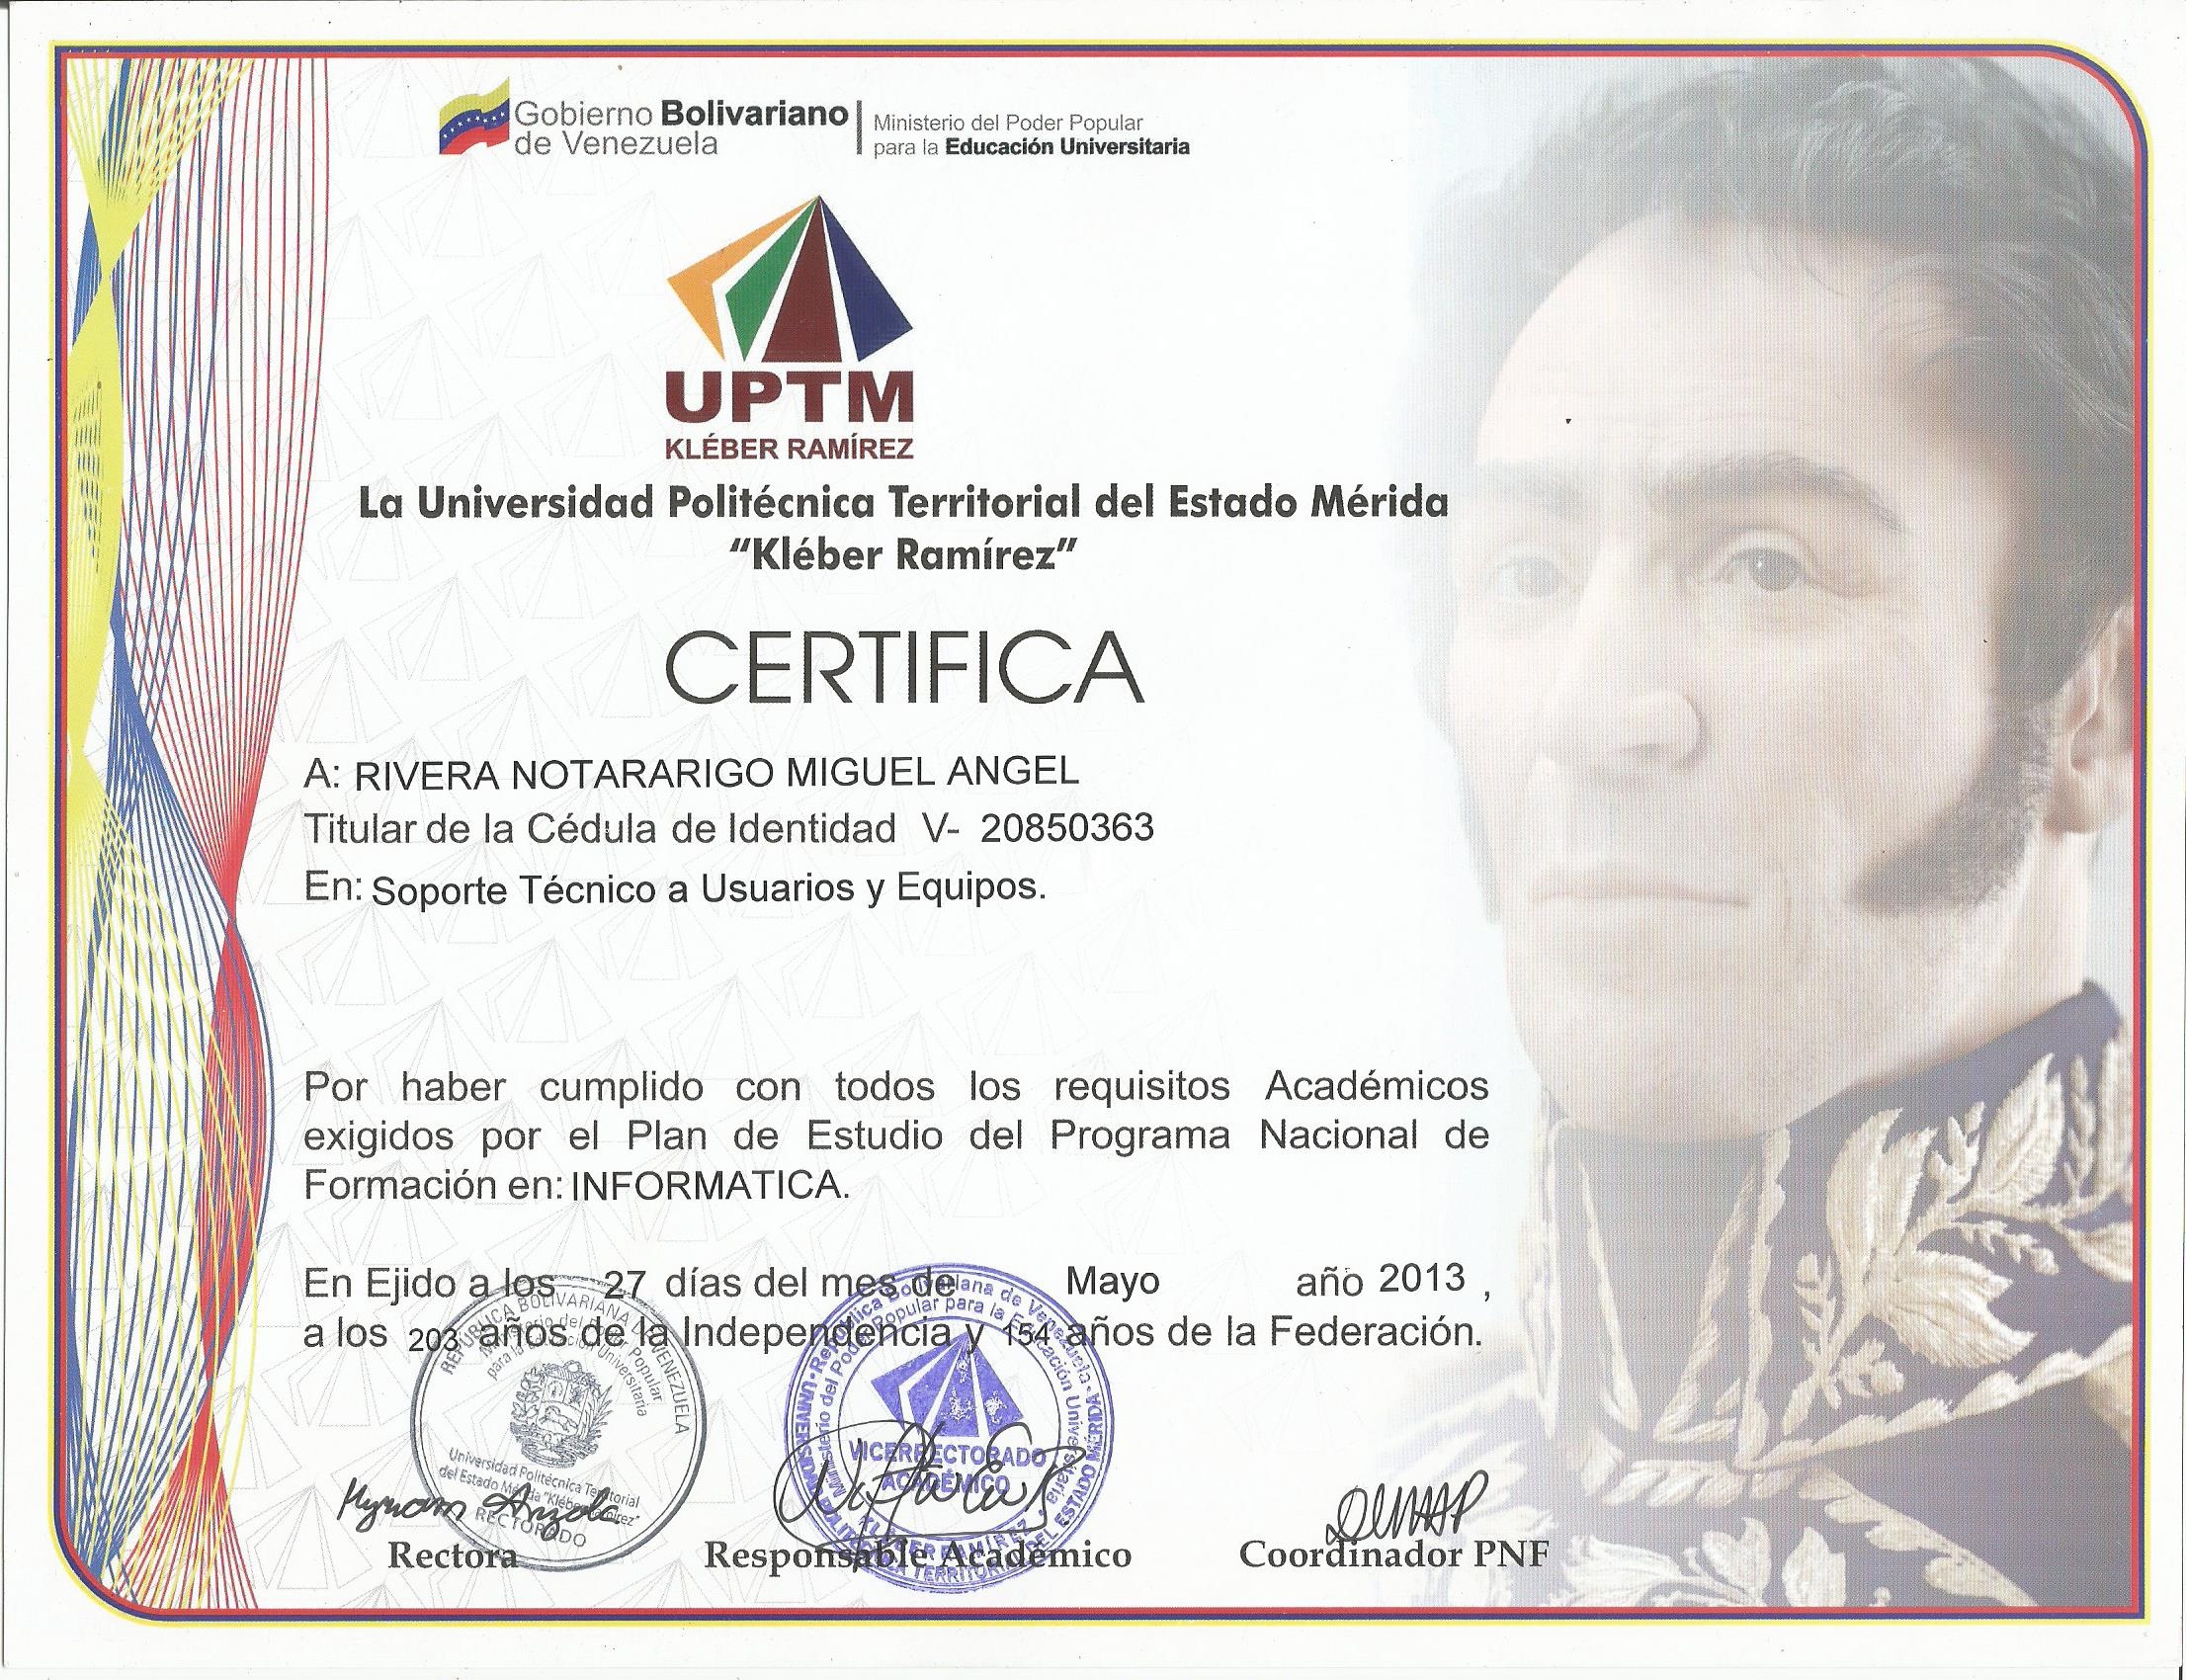 Gobierno Bolivariano
de Venezuela
Ministerio del Poder Popular
para la Educación Universitaria
UPTM
KLÉBER RAMÍREZ
La Universidad Politécnica Territorial del Estado Mérida
“Kléber Ramírez”
CERTIFICA
A: RIVERA NOTARARIGO MIGUEL ANGEL
Titular de la Cédula de Identidad V- 20850363
En: Soporte Técnico a Usuarios y Equipos.
Por haber cumplido con todos los requisitos Académicos
exigidos por el Plan de Estudio del Programa Nacional de
Formación en: INFORMATICA.
En Ejido a los 27 días del mes de Mayo año 2013 ,
a los 203 años de la Independencia y 154 años de la Federación.
REPÚBLICA BOLIVARIANA DE VENEZUELA
Ministerio del Poder Popular
para la Educación Universitaria
Universidad Politécnica Territorial
del Estado Mérida "Kléber Ramírez"
RECTORADO
República Bolivariana de Venezuela
Ministerio del Poder Popular para la Educación Universitaria
VICERRECTORADO
ACADÉMICO
KLEBER RAMÍREZ
UNIVERSIDAD POLITÉCNICA TERRITORIAL DEL ESTADO MÉRIDA
Rectora
Responsable Académico
Coordinador PNF